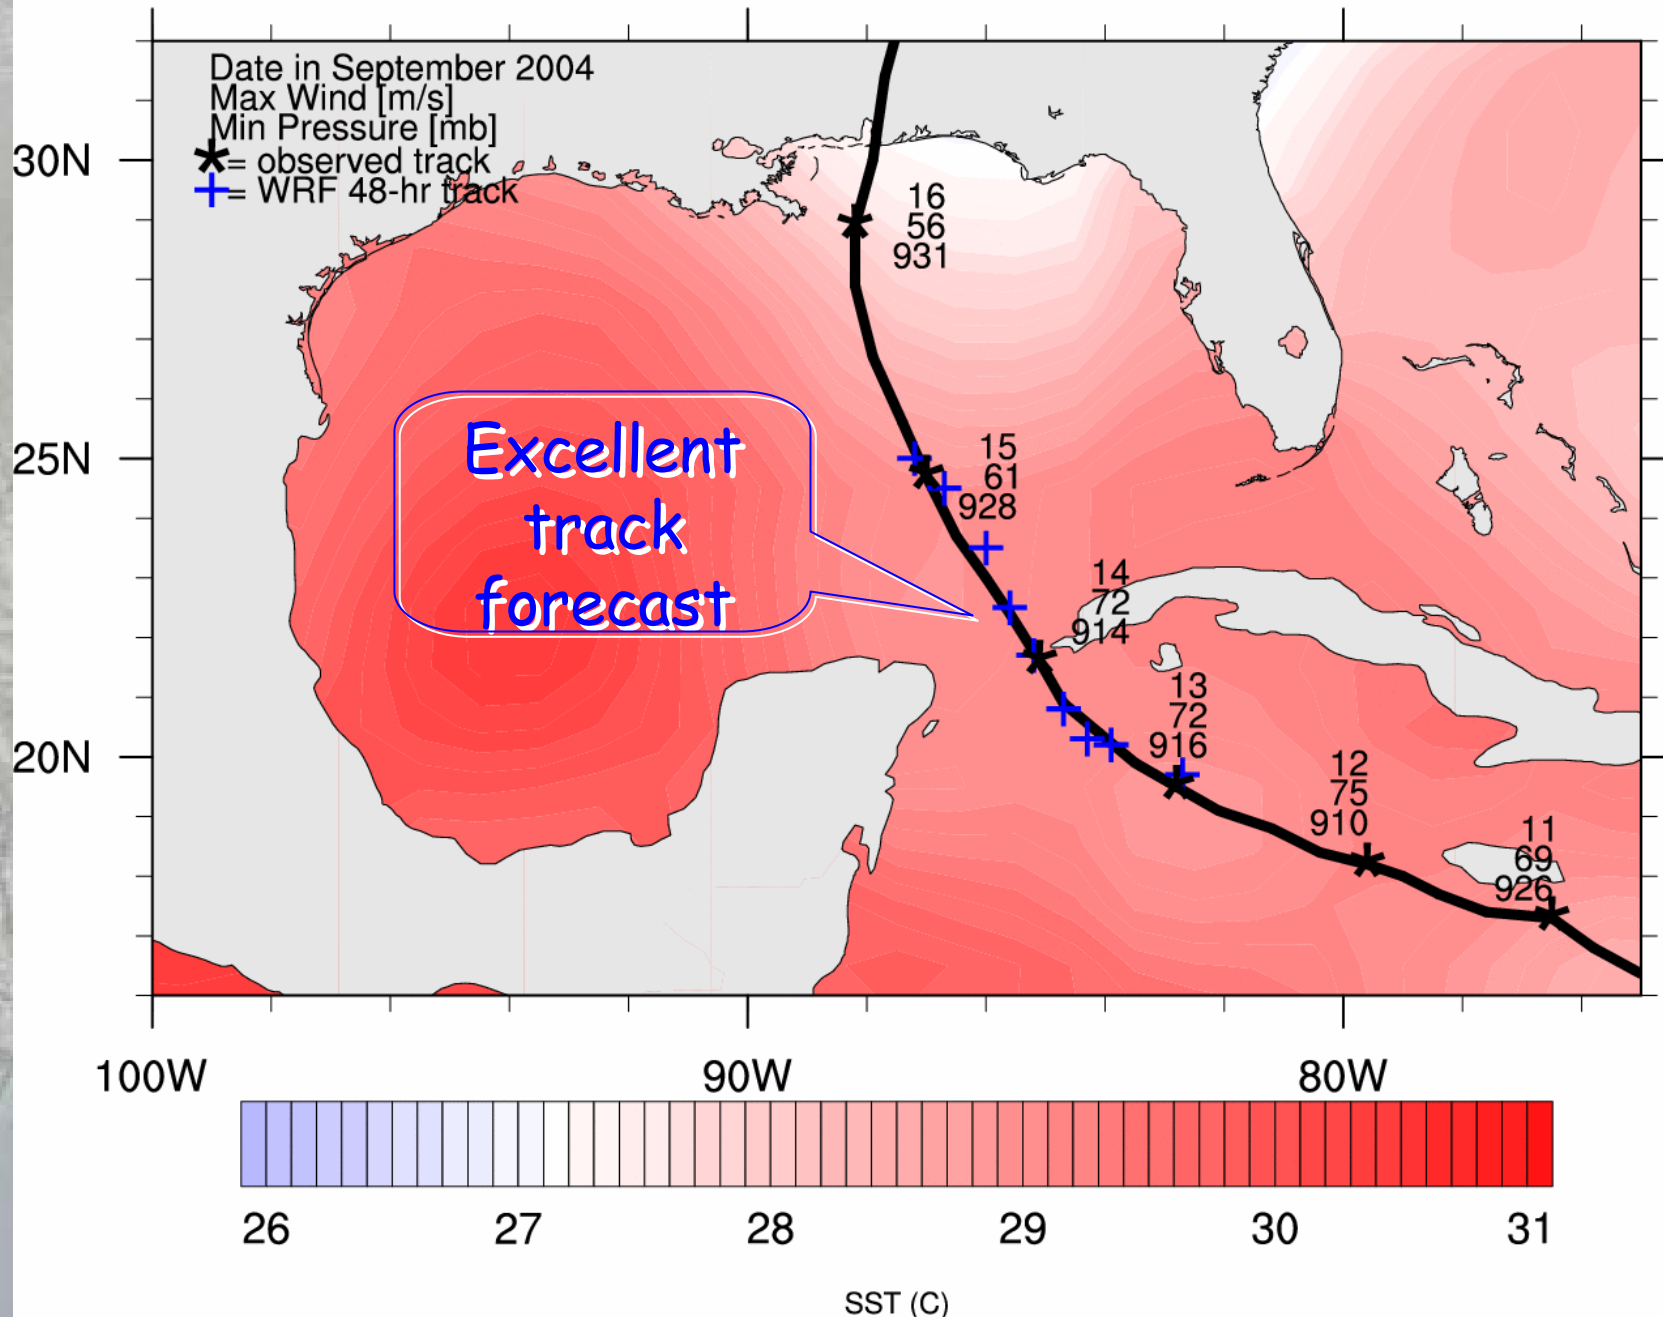 Date in September 2004
Max Wind [m/s]
Min Pressure [mb]
= observed track
= WRF 48-hr track
30N
16
56
931
25N
15
61
928
Excellent
track
forecast
14
72
914
13
72
916
20N
12
75
910
11
69
926
100W
90W
80W
26
27
28
29
30
31
SST (C)